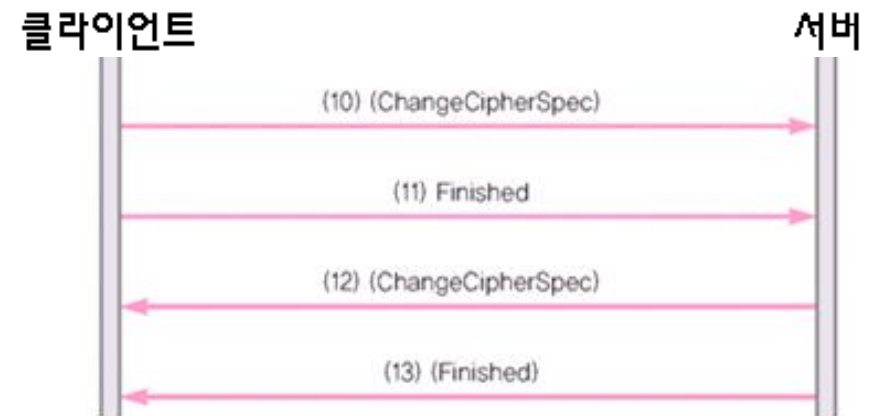 클라이언트 서버
(10) (ChangeCipherSpec)
(11) Finished
(12) (ChangeCipherSpec)
(13) (Finished)